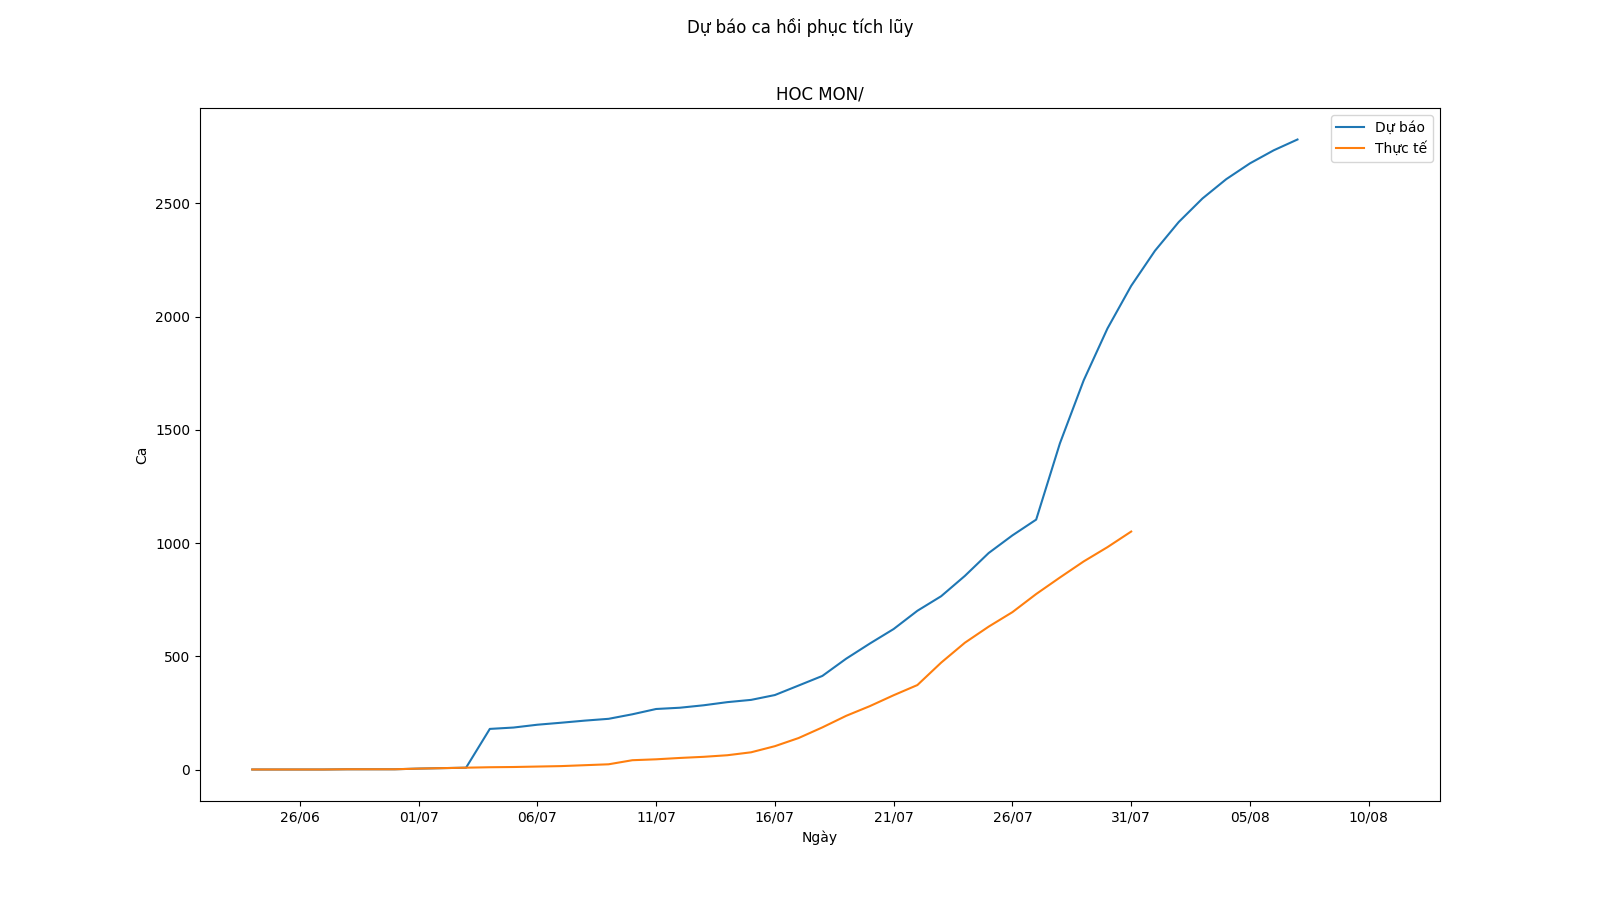 Dự báo ca hồi phục tích lũy
HOC MON/
Dự báo
Thực tế
2500
2000
1500
1000
500
0
Ca
26/06
01/07
06/07
11/07
16/07
21/07
26/07
31/07
05/08
10/08
Ngày